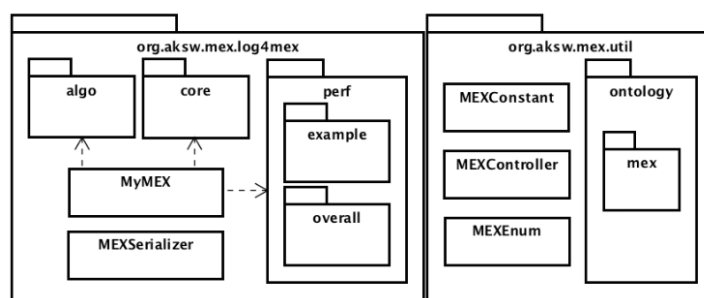 org.aksw.mex.log4mex
algo
core
perf
example
overall
MyMEX
MEXSerializer
org.aksw.mex.util
MEXConstant
MEXController
MEXEnum
ontology
mex